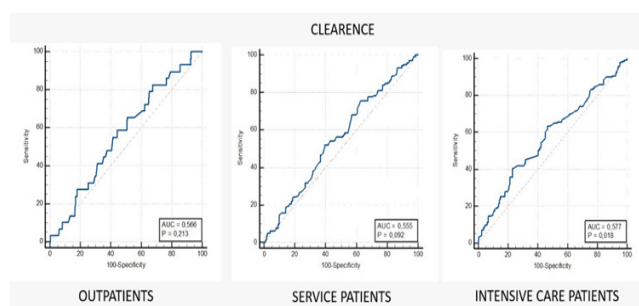 CLEARENCE
100
80
60
40
20
0
Sensitivity
AUC = 0,566
P = 0,213
0 20 40 60 80 100
100-Specificity
OUTPATIENTS
100
80
60
40
20
0
Sensitivity
AUC = 0,555
P = 0,092
0 20 40 60 80 100
100-Specificity
SERVICE PATIENTS
100
80
60
40
20
0
Sensitivity
AUC = 0,577
P = 0,018
0 20 40 60 80 100
100-Specificity
INTENSIVE CARE PATIENTS